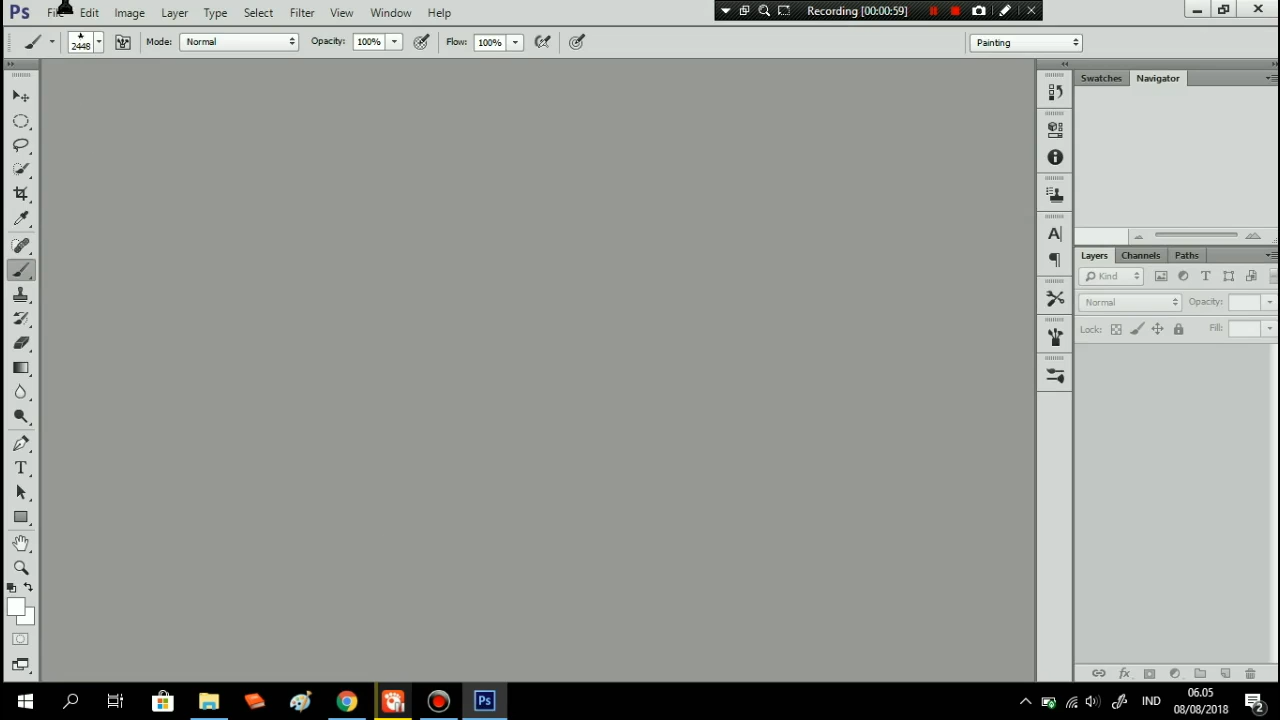 Ps File Edit Image Layer Type Select Filter View Window Help
Recording [00:00:59]
2448 Mode: Normal Opacity: 100% Flow: 100% Painting
Swatches Navigator
A
Layers Channels Paths
Kind
Normal Opacity:
Lock: Fill:
T
Ps IND 06.05
08/08/2018 2